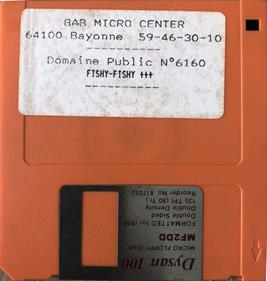 BAB MICRO CENTER
64100 Bayonne 59-46-30-10
-----------
Domaine Public N°6160
FISHY-FISHY +++
-----------
Dysan 100
MICRO FLOPPY DISK
MF2DD
FORMATTED for IBM
Double Sided
Double Density
135 TPI (80 Tr.)
Reorder No. 817052